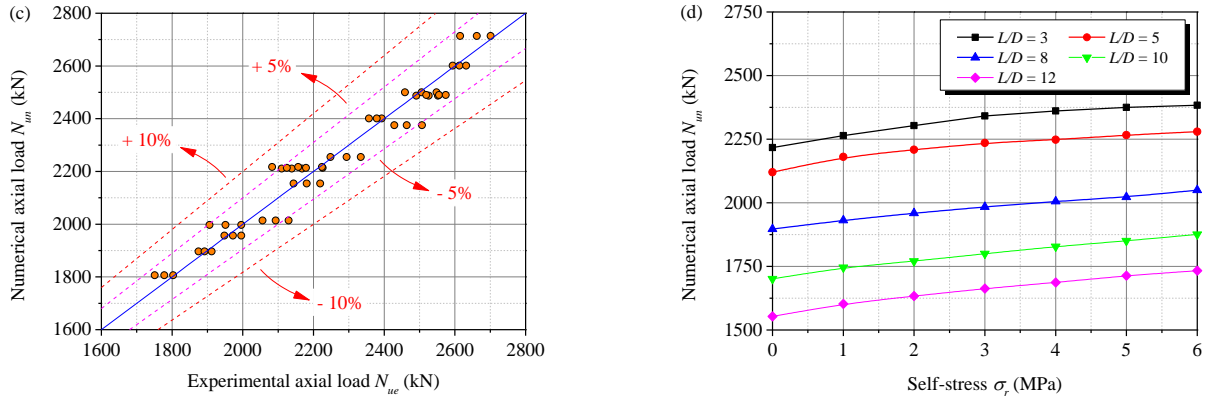 (c)
2800
2600
2400
2200
2000
1800
1600
1600 1800 2000 2200 2400 2600 2800
Numerical axial load N_un (kN)
Experimental axial load N_ue (kN)
+ 5%
+ 10%
- 5%
- 10%
(d)
2750
2500
2250
2000
1750
1500
0 1 2 3 4 5 6
Numerical axial load N_un (kN)
Self-stress σ_r (MPa)
L/D = 3 L/D = 5
L/D = 8 L/D = 10
L/D = 12